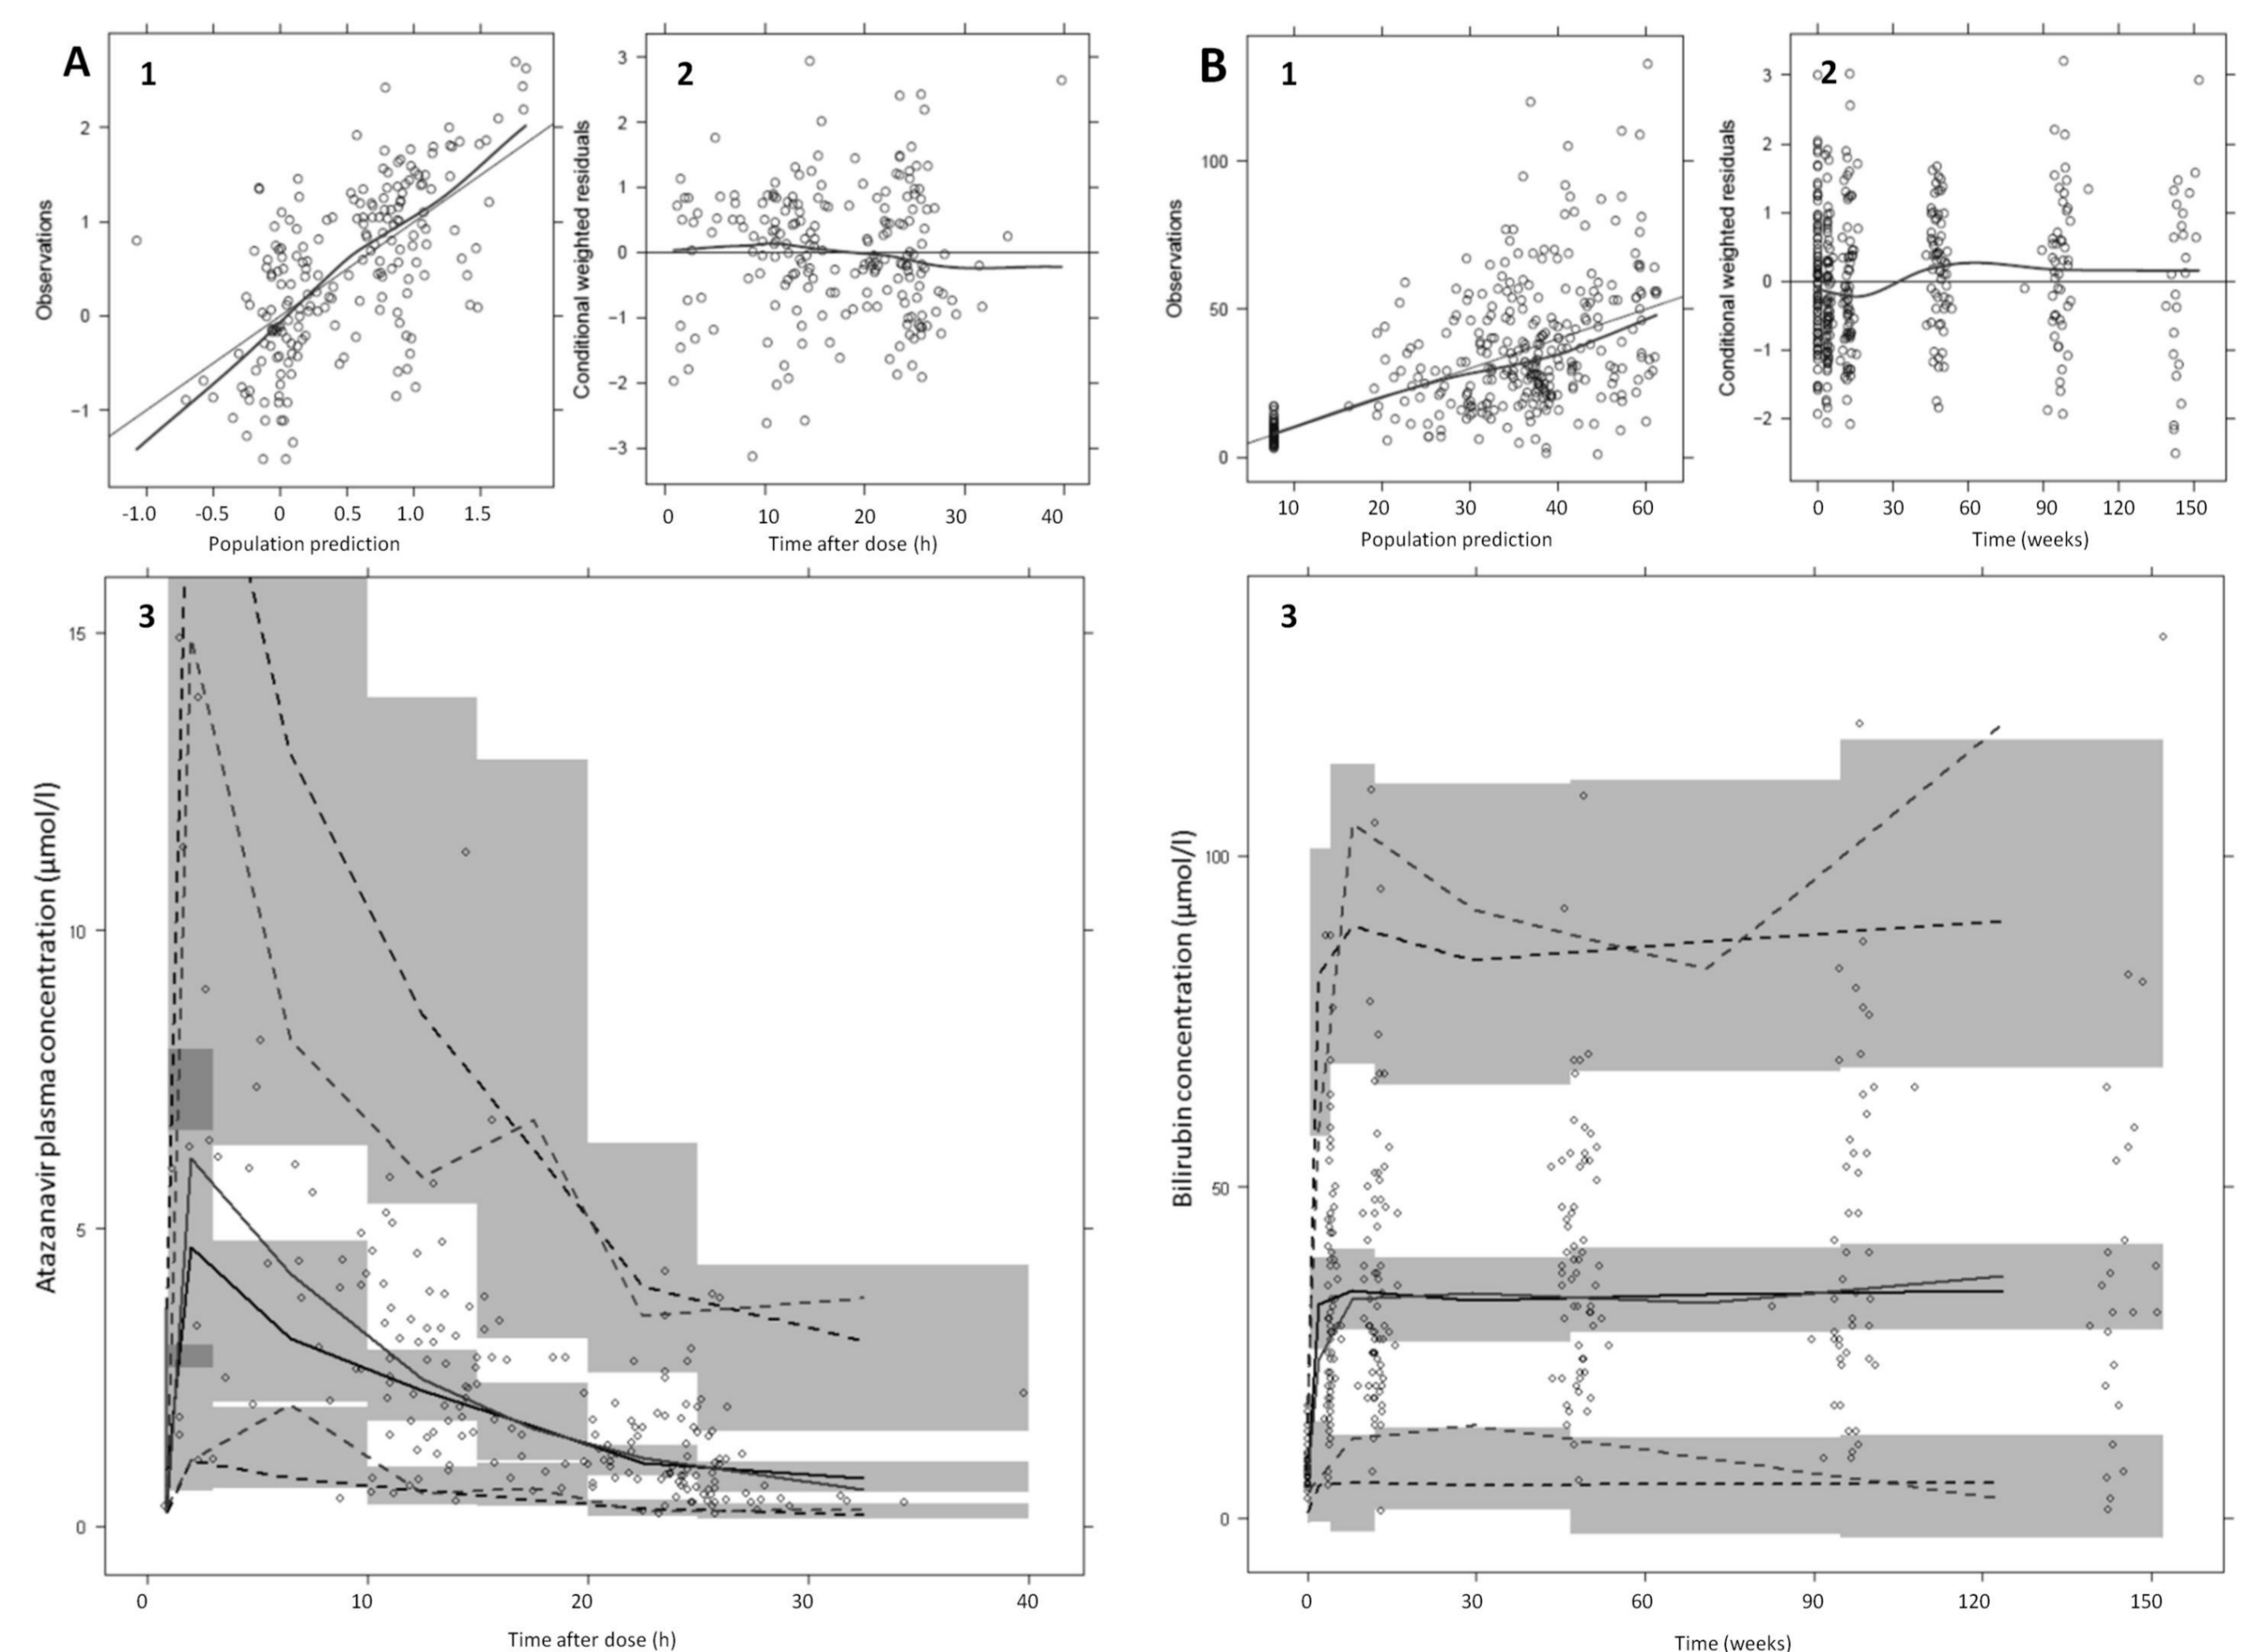 A
1
2
1
0
−1
Observations
-1.0 -0.5 0 0.5 1.0 1.5
Population prediction
2
3
2
1
0
−1
−2
−3
Conditional weighted residuals
0 10 20 30 40
Time after dose (h)
B
1
100
50
0
Observations
10 20 30 40 60
Population prediction
2
3
2
1
0
−1
−2
Conditional weighted residuals
0 30 60 90 120 150
Time (weeks)
3
15
10
5
0
Atazanavir plasma concentration (μmol/l)
0 10 20 30 40
Time after dose (h)
3
100
50
0
Bilirubin concentration (μmol/l)
0 30 60 90 120 150
Time (weeks)